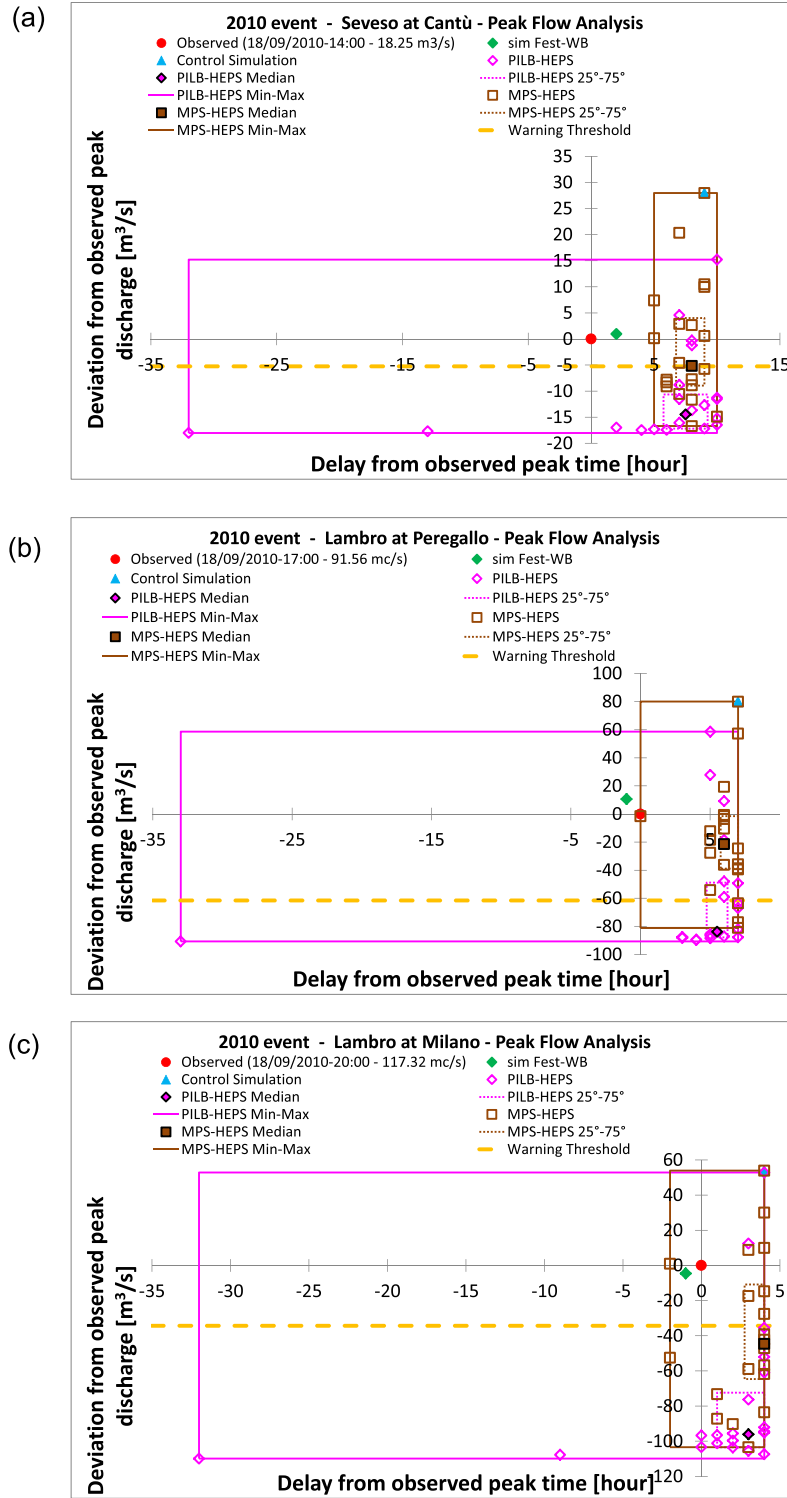 (a)
2010 event - Seveso at Cantù - Peak Flow Analysis
Observed (18/09/2010-14:00 - 18.25 m3/s)
sim Fest-WB
Control Simulation
PILB-HEPS
PILB-HEPS Median
PILB-HEPS 25°-75°
PILB-HEPS Min-Max
MPS-HEPS
MPS-HEPS Median
MPS-HEPS 25°-75°
MPS-HEPS Min-Max
Warning Threshold
Deviation from observed peak
discharge [m³/s]
35
30
25
20
15
10
5
0
-5
-10
-15
-20
-35
-25
-15
-5
5
15
Delay from observed peak time [hour]
(b)
2010 event - Lambro at Peregallo - Peak Flow Analysis
Observed (18/09/2010-17:00 - 91.56 mc/s)
sim Fest-WB
Control Simulation
PILB-HEPS
PILB-HEPS Median
PILB-HEPS 25°-75°
PILB-HEPS Min-Max
MPS-HEPS
MPS-HEPS Median
MPS-HEPS 25°-75°
MPS-HEPS Min-Max
Warning Threshold
Deviation from observed peak
discharge [m³/s]
100
80
60
40
20
0
-20
-40
-60
-80
-100
-35
-25
-15
-5
5
Delay from observed peak time [hour]
(c)
2010 event - Lambro at Milano - Peak Flow Analysis
Observed (18/09/2010-20:00 - 117.32 mc/s)
sim Fest-WB
Control Simulation
PILB-HEPS
PILB-HEPS Median
PILB-HEPS 25°-75°
PILB-HEPS Min-Max
MPS-HEPS
MPS-HEPS Median
MPS-HEPS 25°-75°
MPS-HEPS Min-Max
Warning Threshold
Deviation from observed peak
discharge [m³/s]
60
40
20
0
-20
-40
-60
-80
-100
-120
-35
-30
-25
-20
-15
-10
-5
0
5
Delay from observed peak time [hour]